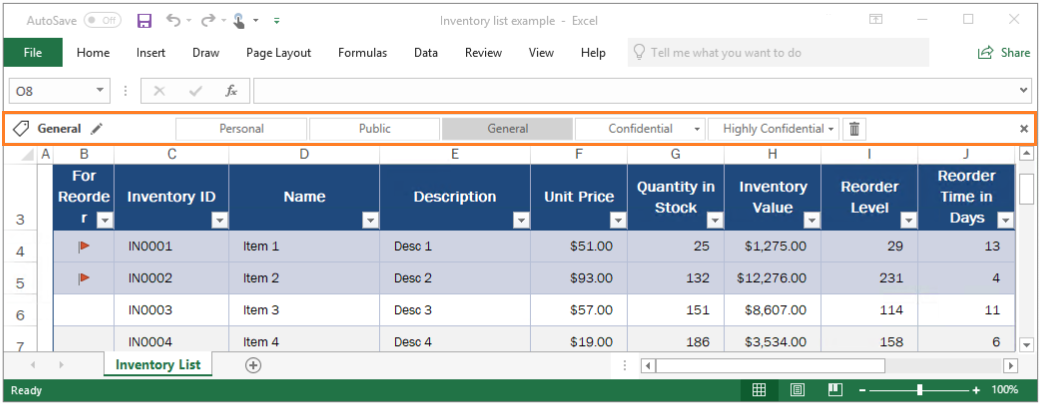 AutoSave Off Inventory list example - Excel
File Home Insert Draw Page Layout Formulas Data Review View Help Tell me what you want to do Share
O8 fx
General Personal Public General Confidential Highly Confidential
A B C D E F G H I J
3 For Reorde r Inventory ID Name Description Unit Price Quantity in Stock Inventory Value Reorder Level Reorder Time in Days
4 IN0001 Item 1 Desc 1 $51.00 25 $1,275.00 29 13
5 IN0002 Item 2 Desc 2 $93.00 132 $12,276.00 231 4
6 IN0003 Item 3 Desc 3 $57.00 151 $8,607.00 114 11
7 IN0004 Item 4 Desc 4 $19.00 186 $3,534.00 158 6
Inventory List
Ready 100%